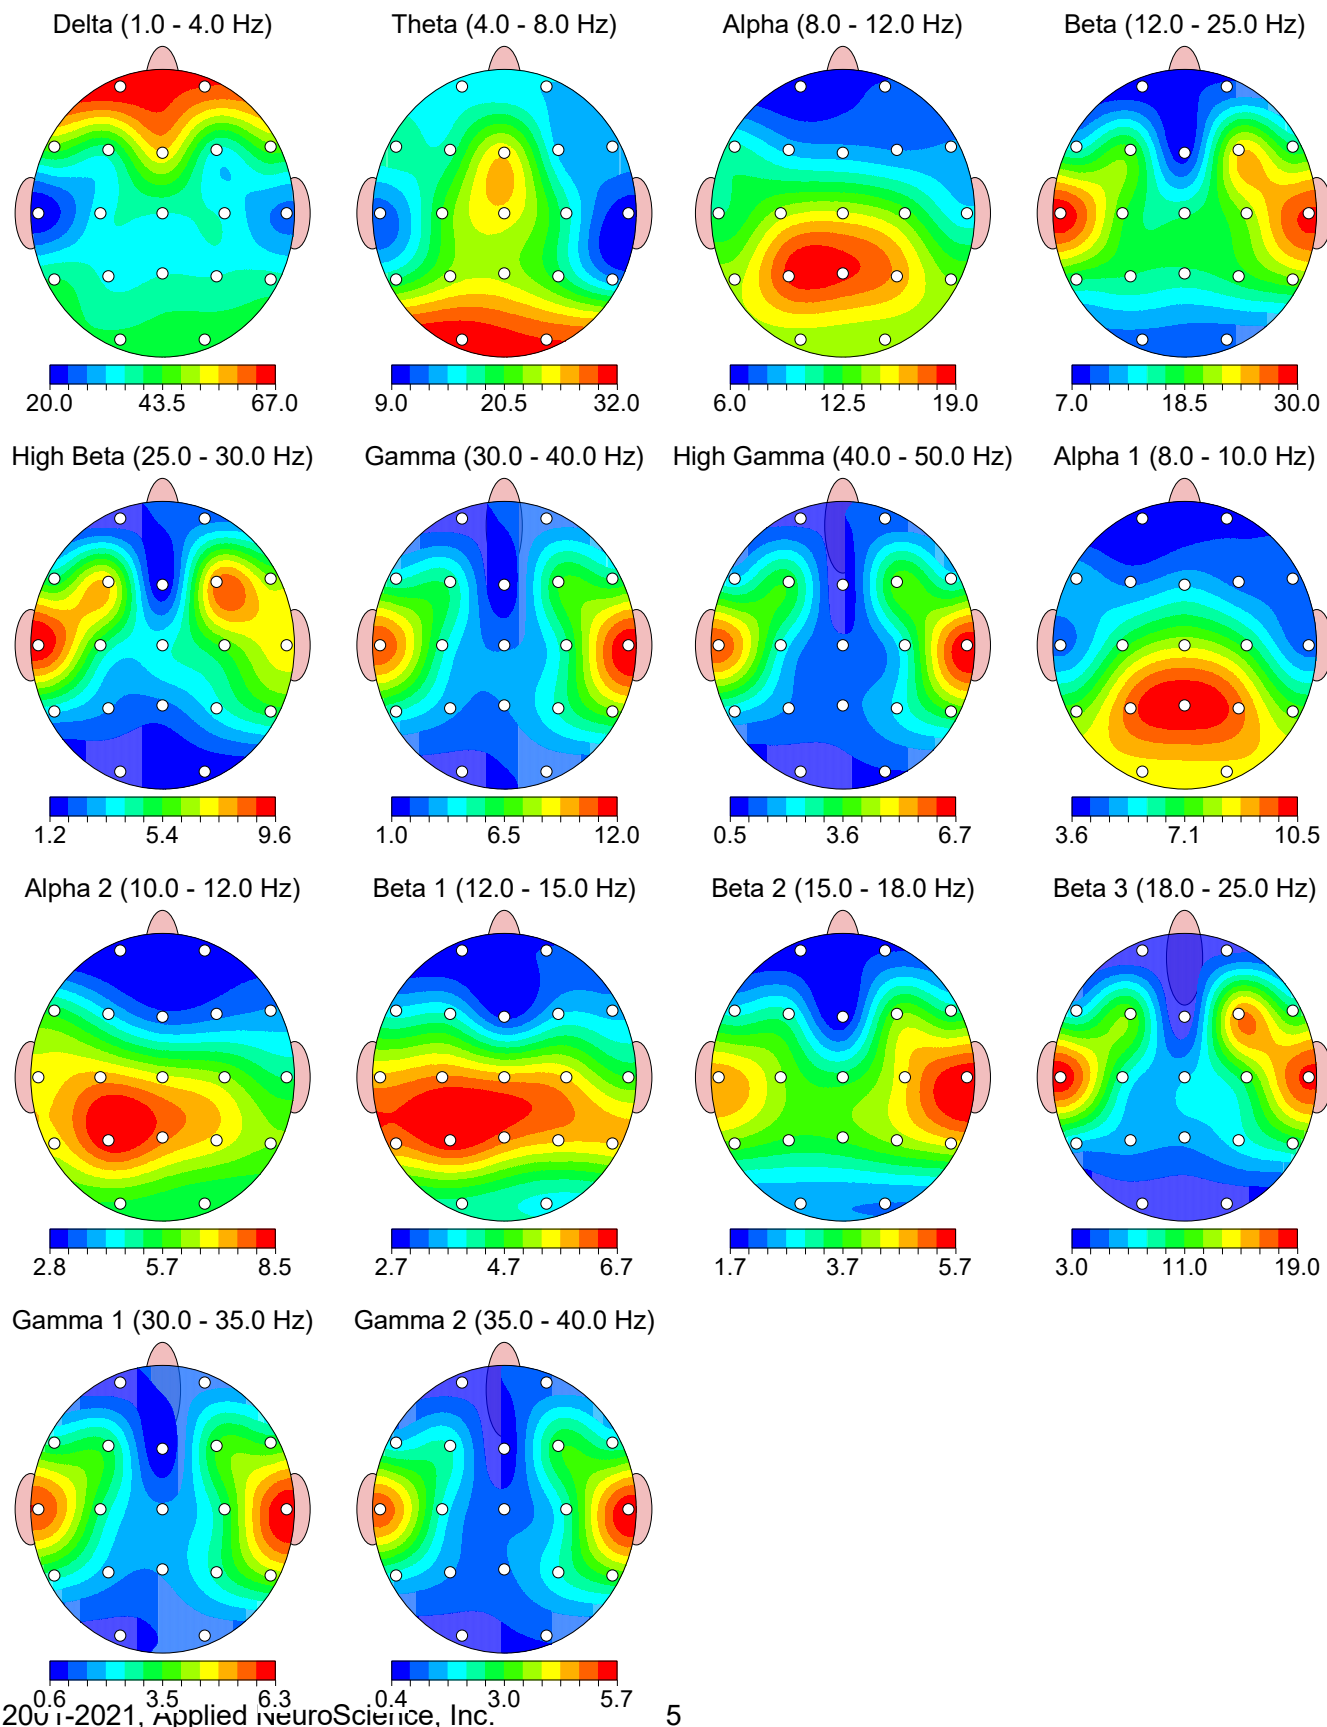 Delta (1.0 - 4.0 Hz) Theta (4.0 - 8.0 Hz) Alpha (8.0 - 12.0 Hz) Beta (12.0 - 25.0 Hz)
20.0 43.5 67.0 9.0 20.5 32.0 6.0 12.5 19.0 7.0 18.5 30.0
High Beta (25.0 - 30.0 Hz) Gamma (30.0 - 40.0 Hz) High Gamma (40.0 - 50.0 Hz) Alpha 1 (8.0 - 10.0 Hz)
1.2 5.4 9.6 1.0 6.5 12.0 0.5 3.6 6.7 3.6 7.1 10.5
Alpha 2 (10.0 - 12.0 Hz) Beta 1 (12.0 - 15.0 Hz) Beta 2 (15.0 - 18.0 Hz) Beta 3 (18.0 - 25.0 Hz)
2.8 5.7 8.5 2.7 4.7 6.7 1.7 3.7 5.7 3.0 11.0 19.0
Gamma 1 (30.0 - 35.0 Hz) Gamma 2 (35.0 - 40.0 Hz)
0.6 3.5 6.3 0.4 3.0 5.7
2001-2021, Applied NeuroScience, Inc. 5